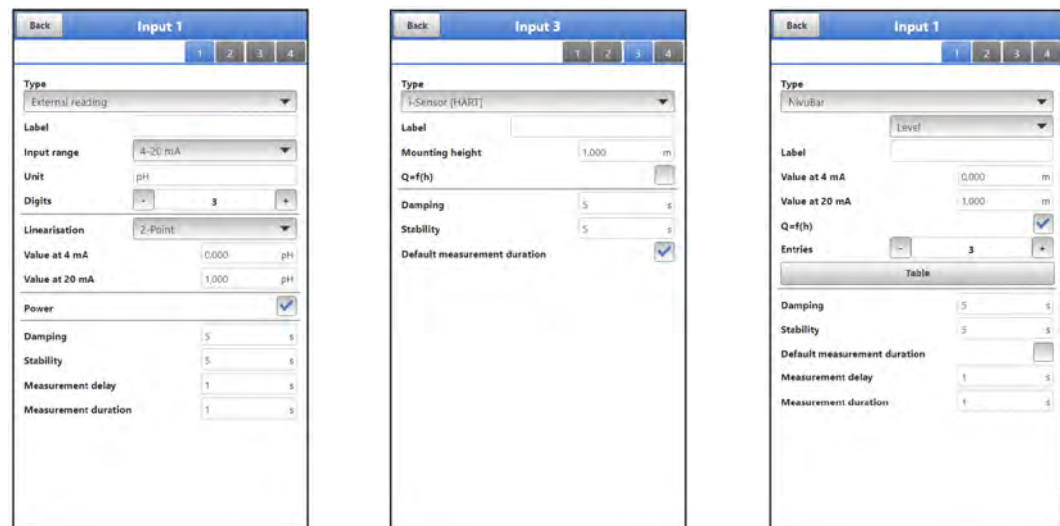 Back
Input 1
1 2 3 4
Type
External reading
Label
Input range 4-20 mA
Unit pH
Digits - 3 +
Linearisation 2-Point
Value at 4 mA 0,000 pH
Value at 20 mA 1,000 pH
Power
Damping 5 s
Stability 5 s
Measurement delay 1 s
Measurement duration 1 s
Back
Input 3
1 2 3 4
Type
i-Sensor [HART]
Label
Mounting height 1,000 m
Q=f(h)
Damping 5 s
Stability 5 s
Default measurement duration
Back
Input 1
1 2 3 4
Type
NivuBar
Level
Label
Value at 4 mA 0,000 m
Value at 20 mA 1,000 m
Q=f(h)
Entries - 3 +
Table
Damping 5 s
Stability 5 s
Default measurement duration
Measurement delay 1 s
Measurement duration 1 s